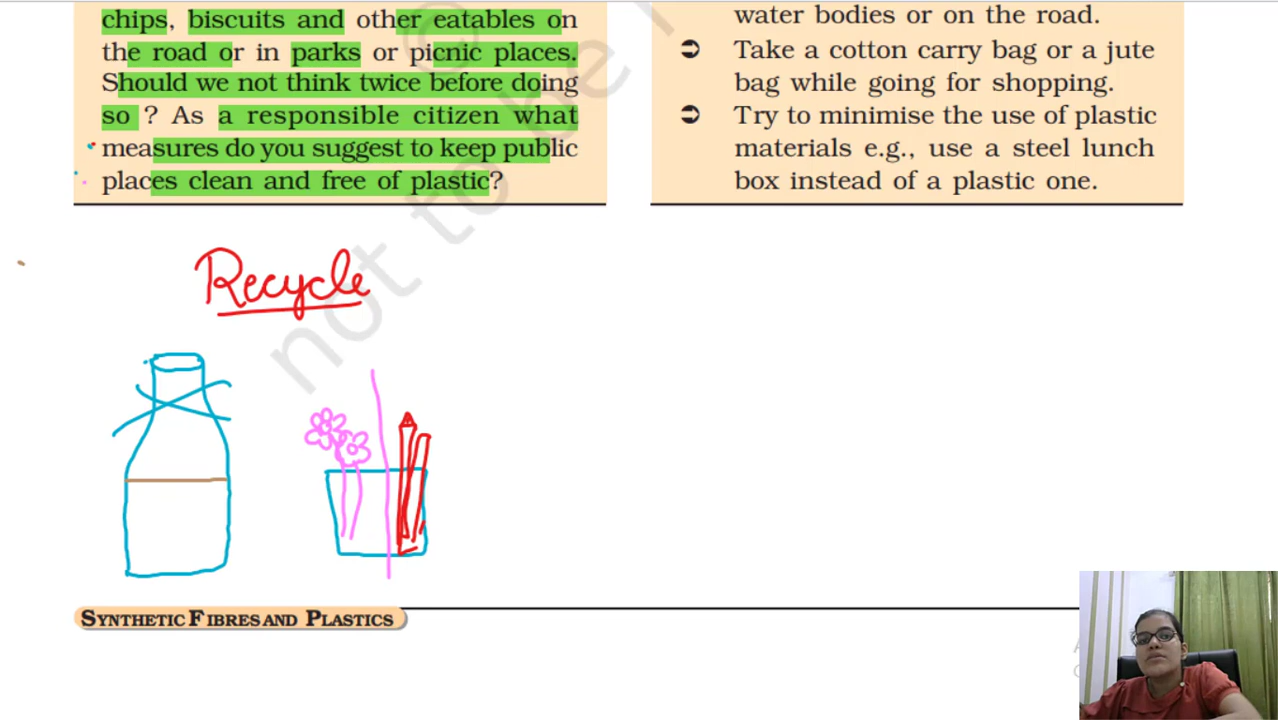 chips, biscuits and other eatables on
the road or in parks or picnic places.
Should we not think twice before doing
so ? As a responsible citizen what
measures do you suggest to keep public
places clean and free of plastic?
water bodies or on the road.
➲ Take a cotton carry bag or a jute
bag while going for shopping.
➲ Try to minimise the use of plastic
materials e.g., use a steel lunch
box instead of a plastic one.
not to be
Recycle
SYNTHETIC FIBRES AND PLASTICS